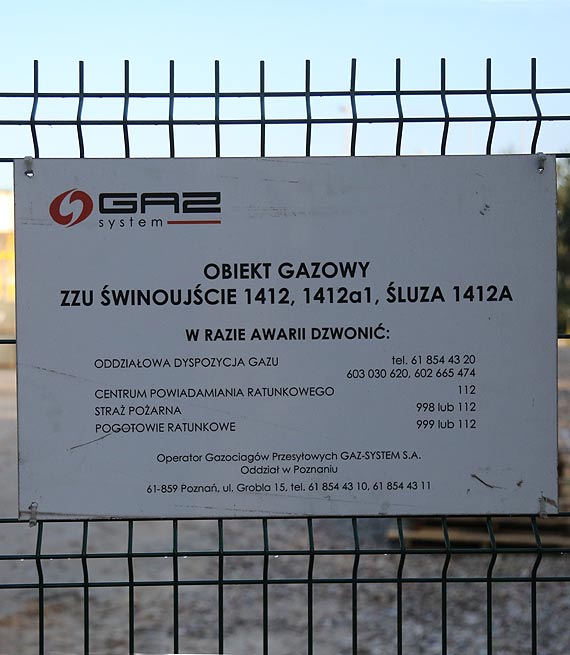 GAZ
system
OBIEKT GAZOWY
ZZU ŚWINOUJŚCIE 1412, 1412a1, ŚLUZA 1412A
W RAZIE AWARII DZWONIĆ:
ODDZIAŁOWA DYSPOZYCJA GAZU tel. 61 854 43 20
603 030 620, 602 665 474
CENTRUM POWIADAMIANIA RATUNKOWEGO 112
STRAŻ POŻARNA 998 lub 112
POGOTOWIE RATUNKOWE 999 lub 112
Operator Gazociagów Przesyłowych GAZ-SYSTEM S.A.
Oddział w Poznaniu
61-859 Poznań, ul. Grobla 15, tel. 61 854 43 10, 61 854 43 11